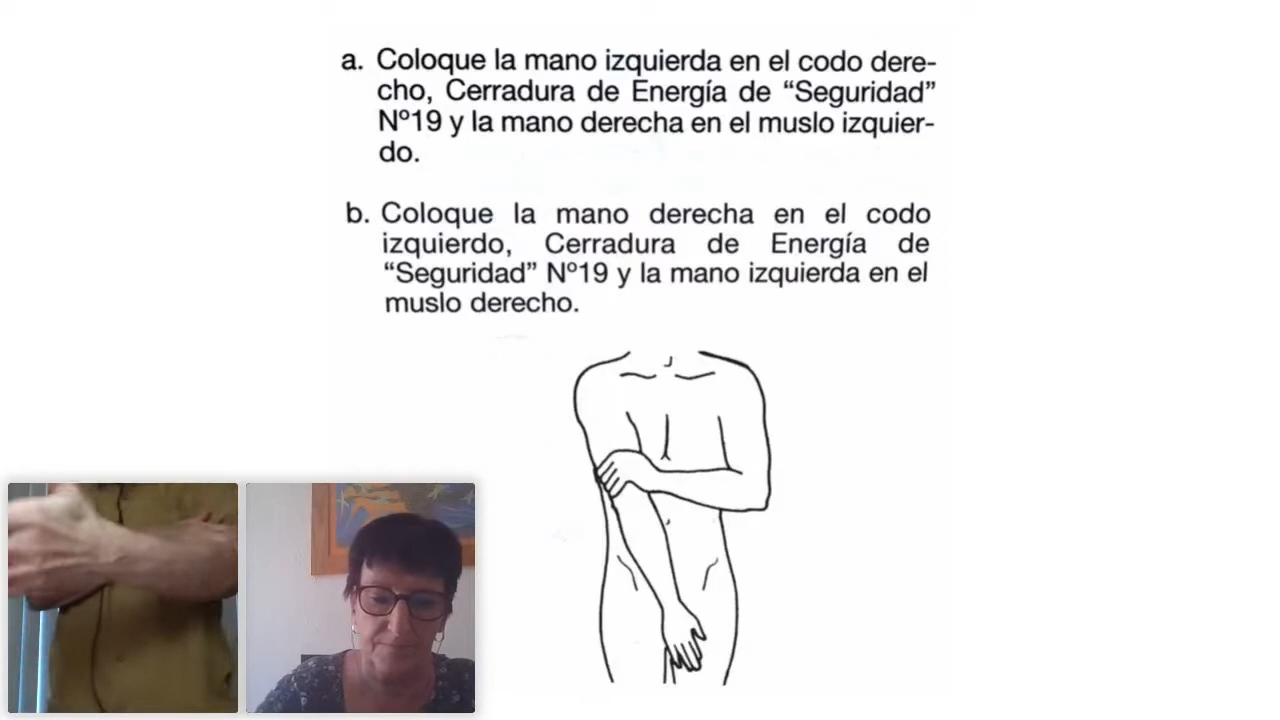 a. Coloque la mano izquierda en el codo dere-
cho, Cerradura de Energía de “Seguridad”
Nº19 y la mano derecha en el muslo izquier-
do.
b. Coloque la mano derecha en el codo
izquierdo, Cerradura de Energía de
“Seguridad” Nº19 y la mano izquierda en el
muslo derecho.